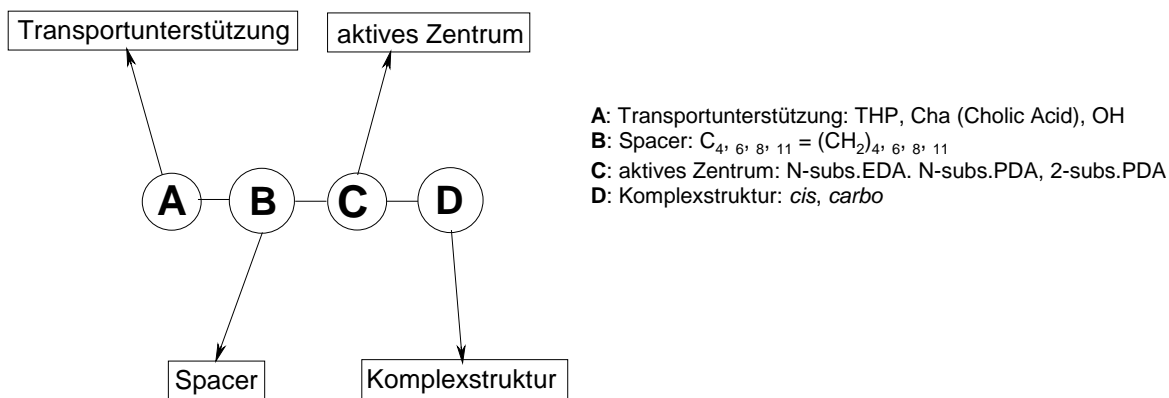 Transportunterstützung
aktives Zentrum
A: Transportunterstützung: THP, Cha (Cholic Acid), OH
B: Spacer: C4, 6, 8, 11 = (CH2)4, 6, 8, 11
C: aktives Zentrum: N-subs.EDA. N-subs.PDA, 2-subs.PDA
D: Komplexstruktur: cis, carbo
A B C D
Spacer
Komplexstruktur